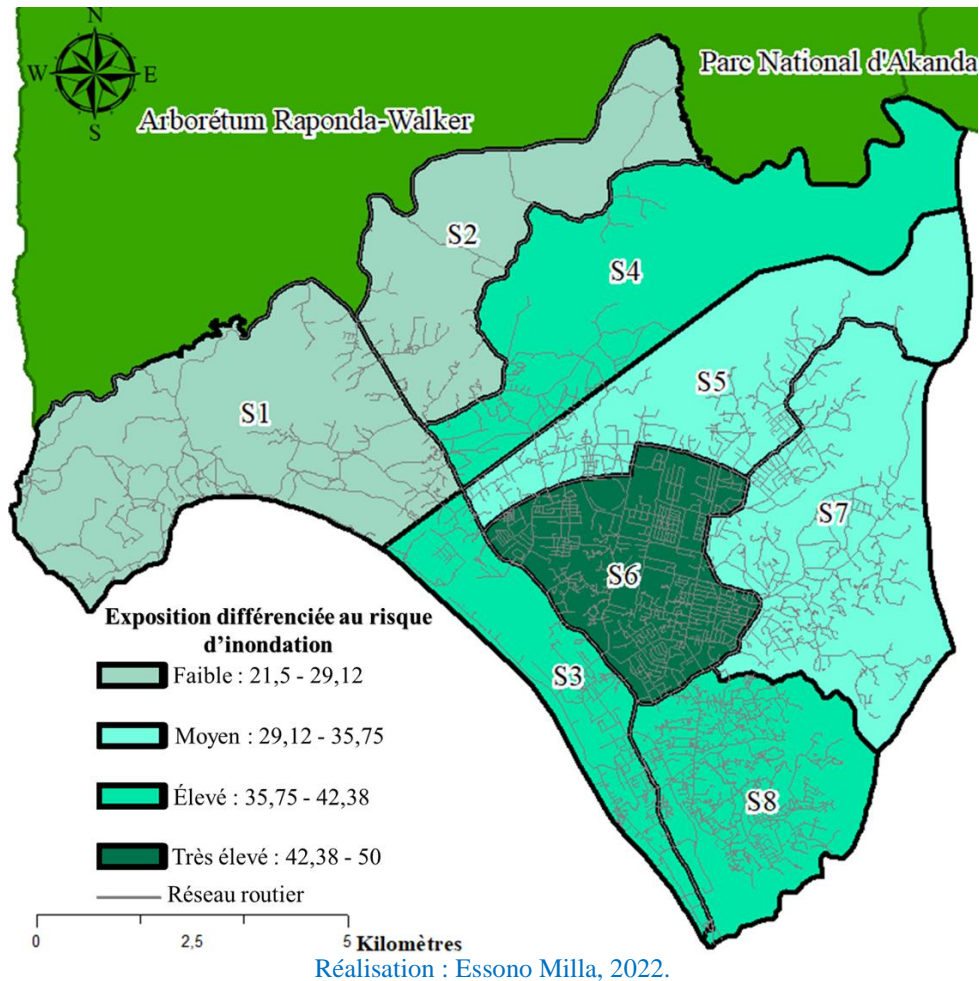 N
W
E
S
Parc National d'Akanda
Arborétum Raponda-Walker
S2
S4
S5
S1
S7
S6
S3
S8
Exposition différenciée au risque
d'inondation
Faible : 21,5 - 29,12
Moyen : 29,12 - 35,75
Élevé : 35,75 - 42,38
Très élevé : 42,38 - 50
Réseau routier
0 2,5 5 Kilomètres
Réalisation : Essono Milla, 2022.